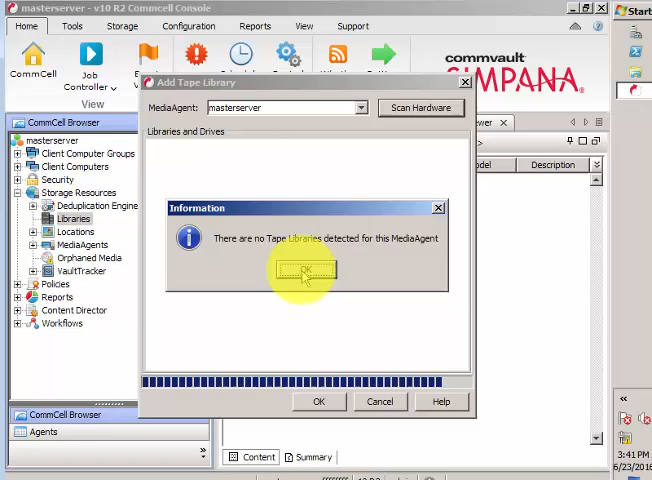 masterserver - v10 R2 Commcell Console
Start
Home Tools Storage Configuration Reports View Support
CommCell
Job
Controller
View
commvault
SIMPANA
Add Tape Library
MediaAgent: masterserver Scan Hardware
Libraries and Drives
CommCell Browser
masterserver
Client Computer Groups
Client Computers
Security
Storage Resources
Deduplication Engine
Libraries
Locations
MediaAgents
Orphaned Media
VaultTracker
Policies
Reports
Content Director
Workflows
Description
Information
There are no Tape Libraries detected for this MediaAgent
OK
OK Cancel Help
CommCell Browser
Agents
Content Summary
3:41 PM